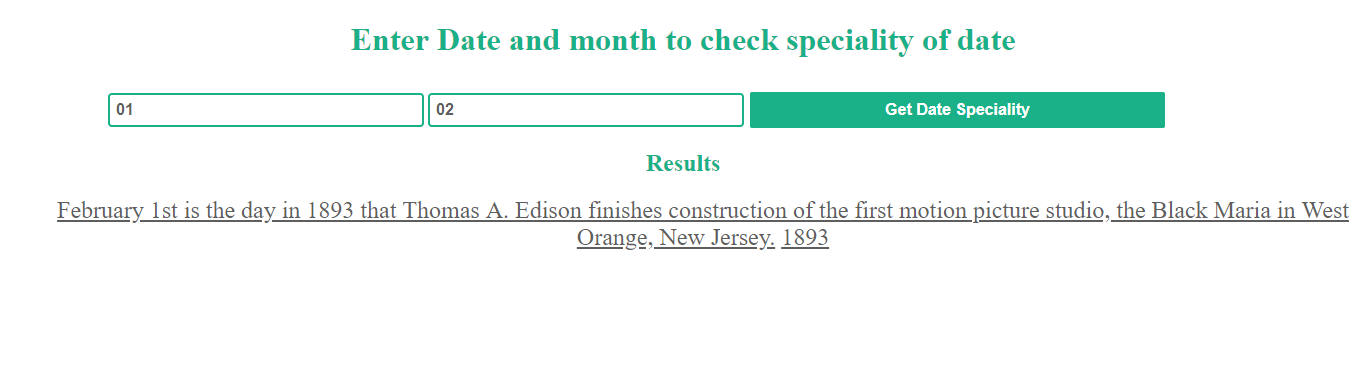 Enter Date and month to check speciality of date
01 02 Get Date Speciality
Results
February 1st is the day in 1893 that Thomas A. Edison finishes construction of the first motion picture studio, the Black Maria in West
Orange, New Jersey. 1893